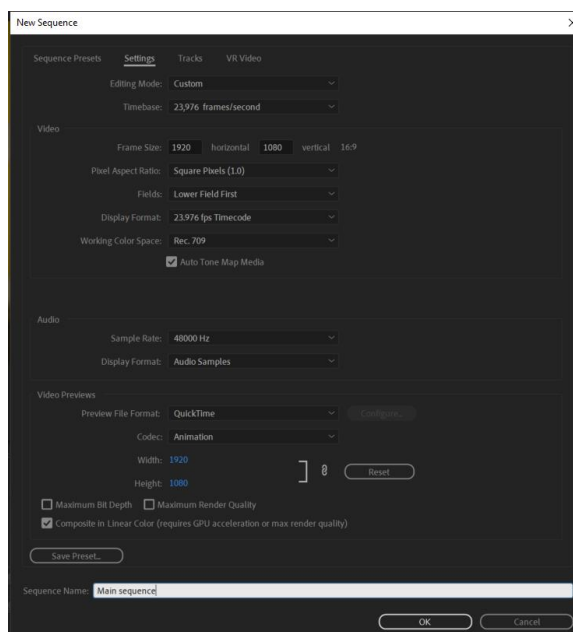 New Sequence
Sequence Presets Settings Tracks VR Video
Editing Mode: Custom
Timebase: 23,976 frames/second
Video
Frame Size: 1920 horizontal 1080 vertical 16:9
Pixel Aspect Ratio: Square Pixels (1.0)
Fields: Lower Field First
Display Format: 23.976 fps Timecode
Working Color Space: Rec. 709
Auto Tone Map Media
Audio
Sample Rate: 48000 Hz
Display Format: Audio Samples
Video Previews
Preview File Format: QuickTime Configure...
Codec: Animation
Width: 1920
Reset
Height: 1080
Maximum Bit Depth Maximum Render Quality
Composite in Linear Color (requires GPU acceleration or max render quality)
Save Preset...
Sequence Name: Main sequence
OK Cancel